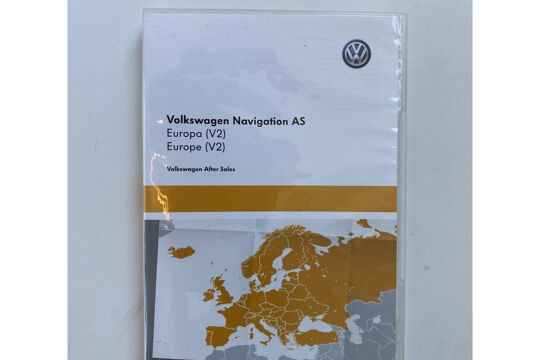 Volkswagen Navigation AS
Europa (V2)
Europe (V2)
Volkswagen After Sales